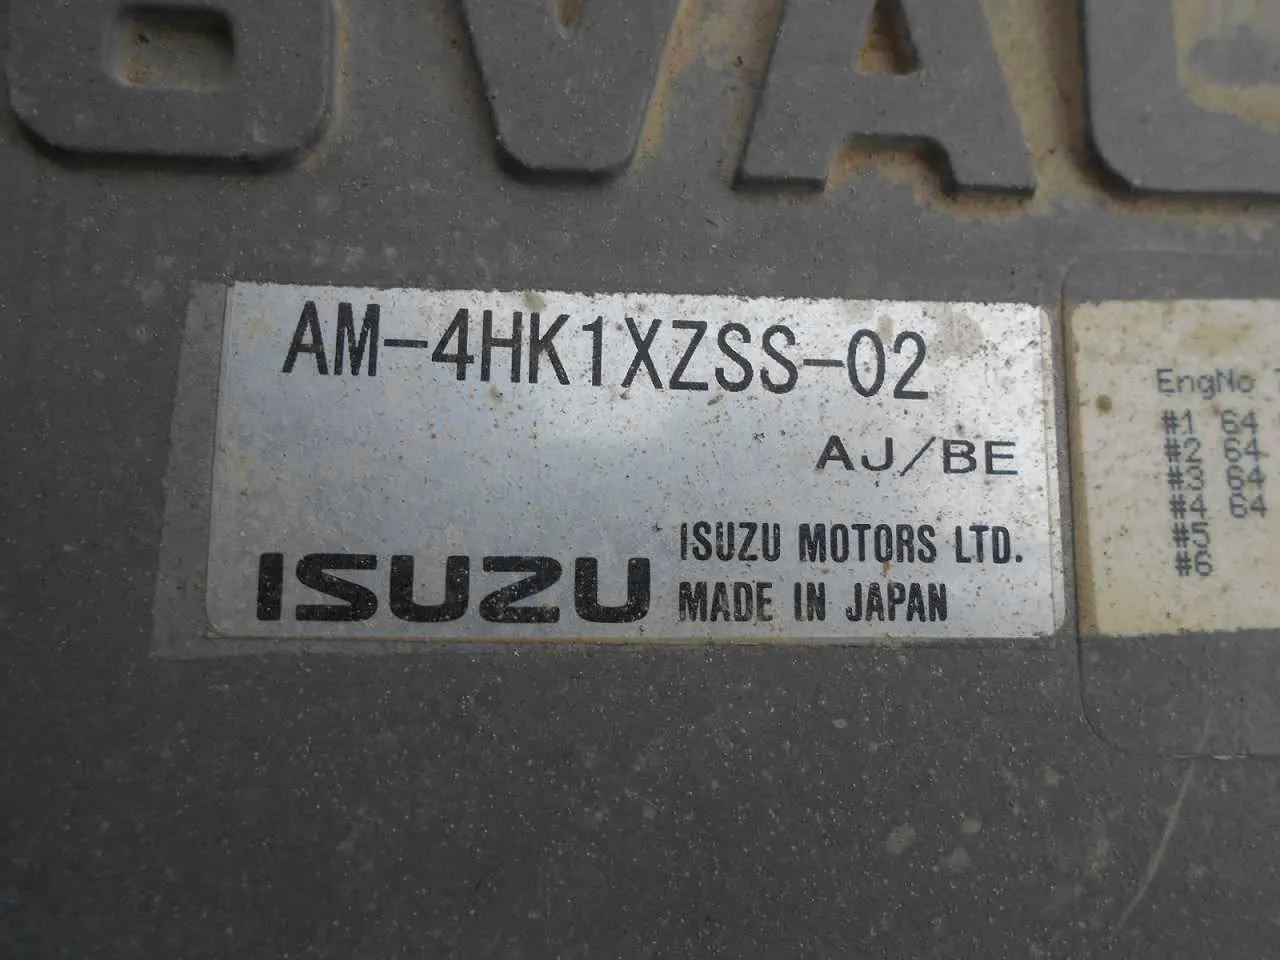 AM-4HK1XZSS-02
AJ/BE
ISUZU
ISUZU MOTORS LTD.
MADE IN JAPAN
EngNo
#1 64
#2 64
#3 64
#4 64
#5
#6